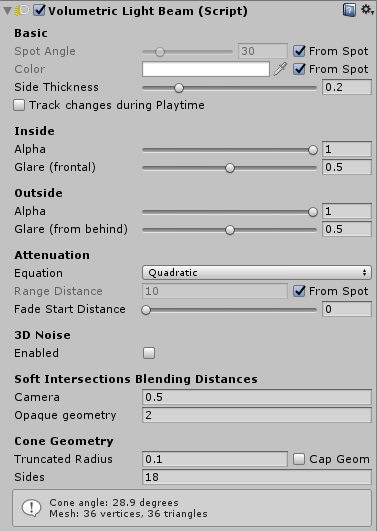 Volumetric Light Beam (Script)
Basic
Spot Angle 30 From Spot
Color From Spot
Side Thickness 0.2
Track changes during Playtime
Inside
Alpha 1
Glare (frontal) 0.5
Outside
Alpha 1
Glare (from behind) 0.5
Attenuation
Equation Quadratic
Range Distance 10 From Spot
Fade Start Distance 0
3D Noise
Enabled
Soft Intersections Blending Distances
Camera 0.5
Opaque geometry 2
Cone Geometry
Truncated Radius 0.1 Cap Geom
Sides 18
Cone angle: 28.9 degrees
Mesh: 36 vertices, 36 triangles